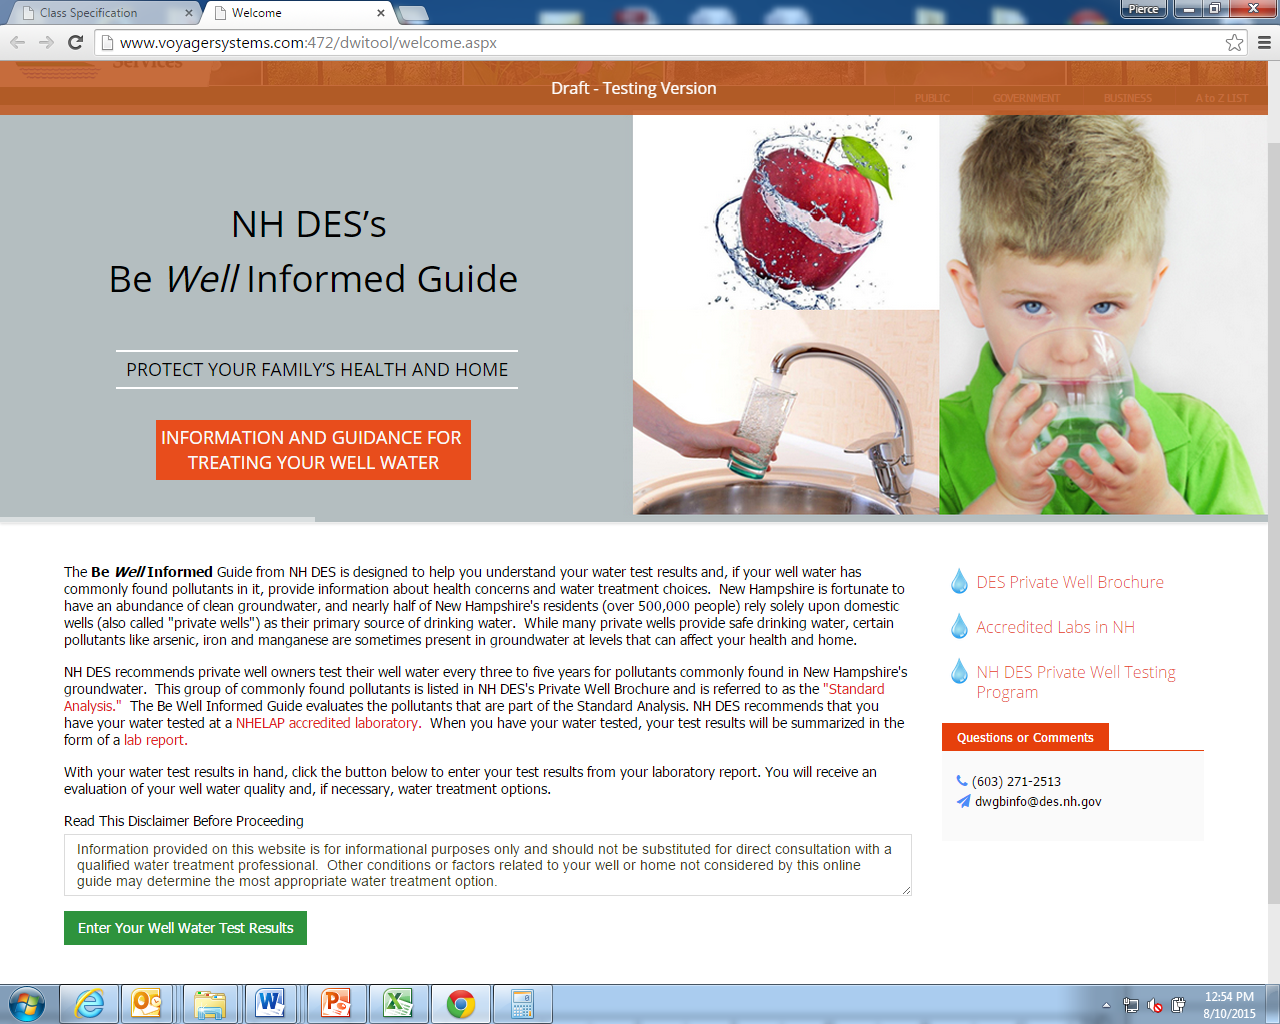 Class Specification
Welcome
Pierce
www.voyagersystems.com:472/dwitool/welcome.aspx
Services
Draft - Testing Version
PUBLIC GOVERNMENT BUSINESS A to Z LIST
NH DES's
Be Well Informed Guide
PROTECT YOUR FAMILY'S HEALTH AND HOME
INFORMATION AND GUIDANCE FOR
TREATING YOUR WELL WATER
The Be Well Informed Guide from NH DES is designed to help you understand your water test results and, if your well water has
commonly found pollutants in it, provide information about health concerns and water treatment choices.  New Hampshire is fortunate to
have an abundance of clean groundwater, and nearly half of New Hampshire's residents (over 500,000 people) rely solely upon domestic
wells (also called "private wells") as their primary source of drinking water.  While many private wells provide safe drinking water, certain
pollutants like arsenic, iron and manganese are sometimes present in groundwater at levels that can affect your health and home.
NH DES recommends private well owners test their well water every three to five years for pollutants commonly found in New Hampshire's
groundwater.  This group of commonly found pollutants is listed in NH DES's Private Well Brochure and is referred to as the "Standard
Analysis."  The Be Well Informed Guide evaluates the pollutants that are part of the Standard Analysis. NH DES recommends that you
have your water tested at a NHELAP accredited laboratory.  When you have your water tested, your test results will be summarized in the
form of a lab report.
With your water test results in hand, click the button below to enter your test results from your laboratory report. You will receive an
evaluation of your well water quality and, if necessary, water treatment options.
Read This Disclaimer Before Proceeding
Information provided on this website is for informational purposes only and should not be substituted for direct consultation with a
qualified water treatment professional.  Other conditions or factors related to your well or home not considered by this online
guide may determine the most appropriate water treatment option.
Enter Your Well Water Test Results
DES Private Well Brochure
Accredited Labs in NH
NH DES Private Well Testing
Program
Questions or Comments
(603) 271-2513
dwgbinfo@des.nh.gov
12:54 PM
8/10/2015